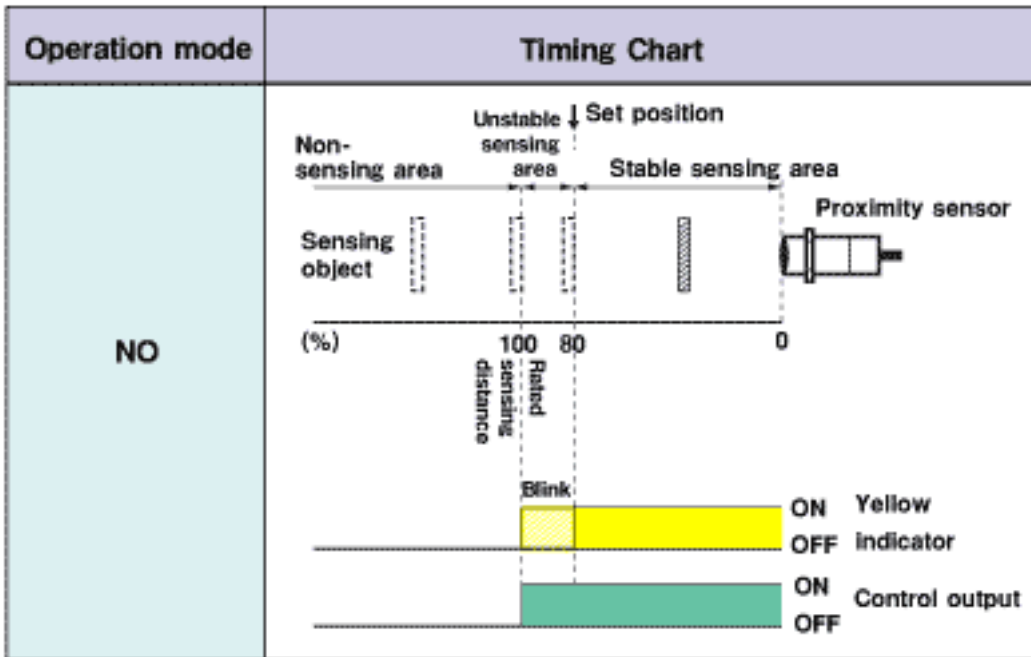 Operation mode
Timing Chart
NO
Unstable
sensing
area
Set position
Non-
sensing area
Stable sensing area
Proximity sensor
Sensing
object
(%)
100
80
0
Rated
sensing
distance
Blink
ON
OFF
Yellow
indicator
ON
OFF
Control output